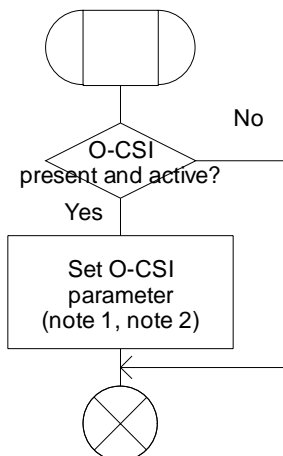 No
O-CSI
present and active?
Yes
Set O-CSI
parameter
(note 1, note 2)